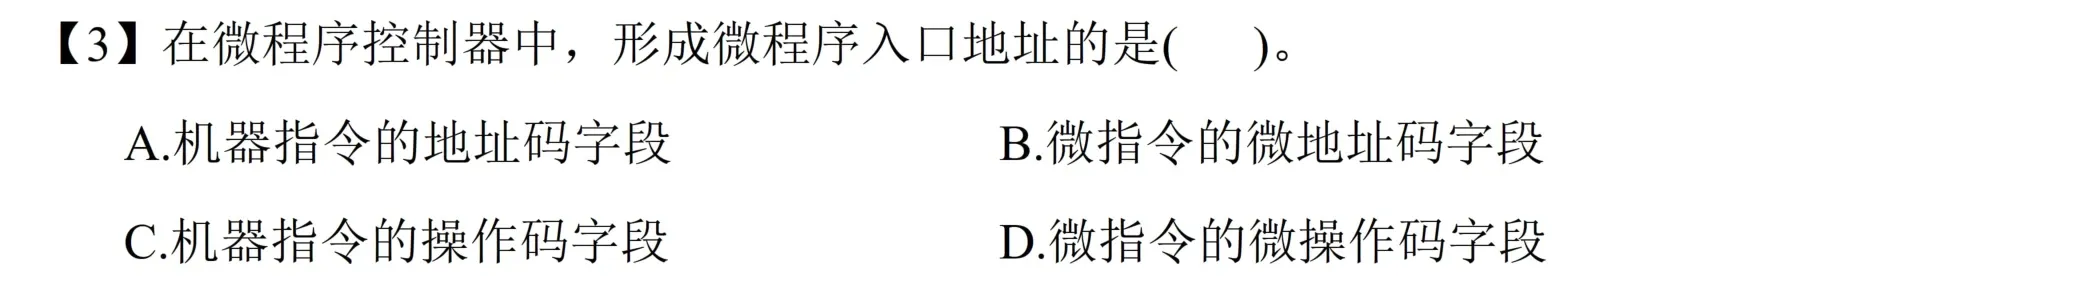 【3】在微程序控制器中，形成微程序入口地址的是(   )。
A.机器指令的地址码字段 B.微指令的微地址码字段
C.机器指令的操作码字段 D.微指令的微操作码字段